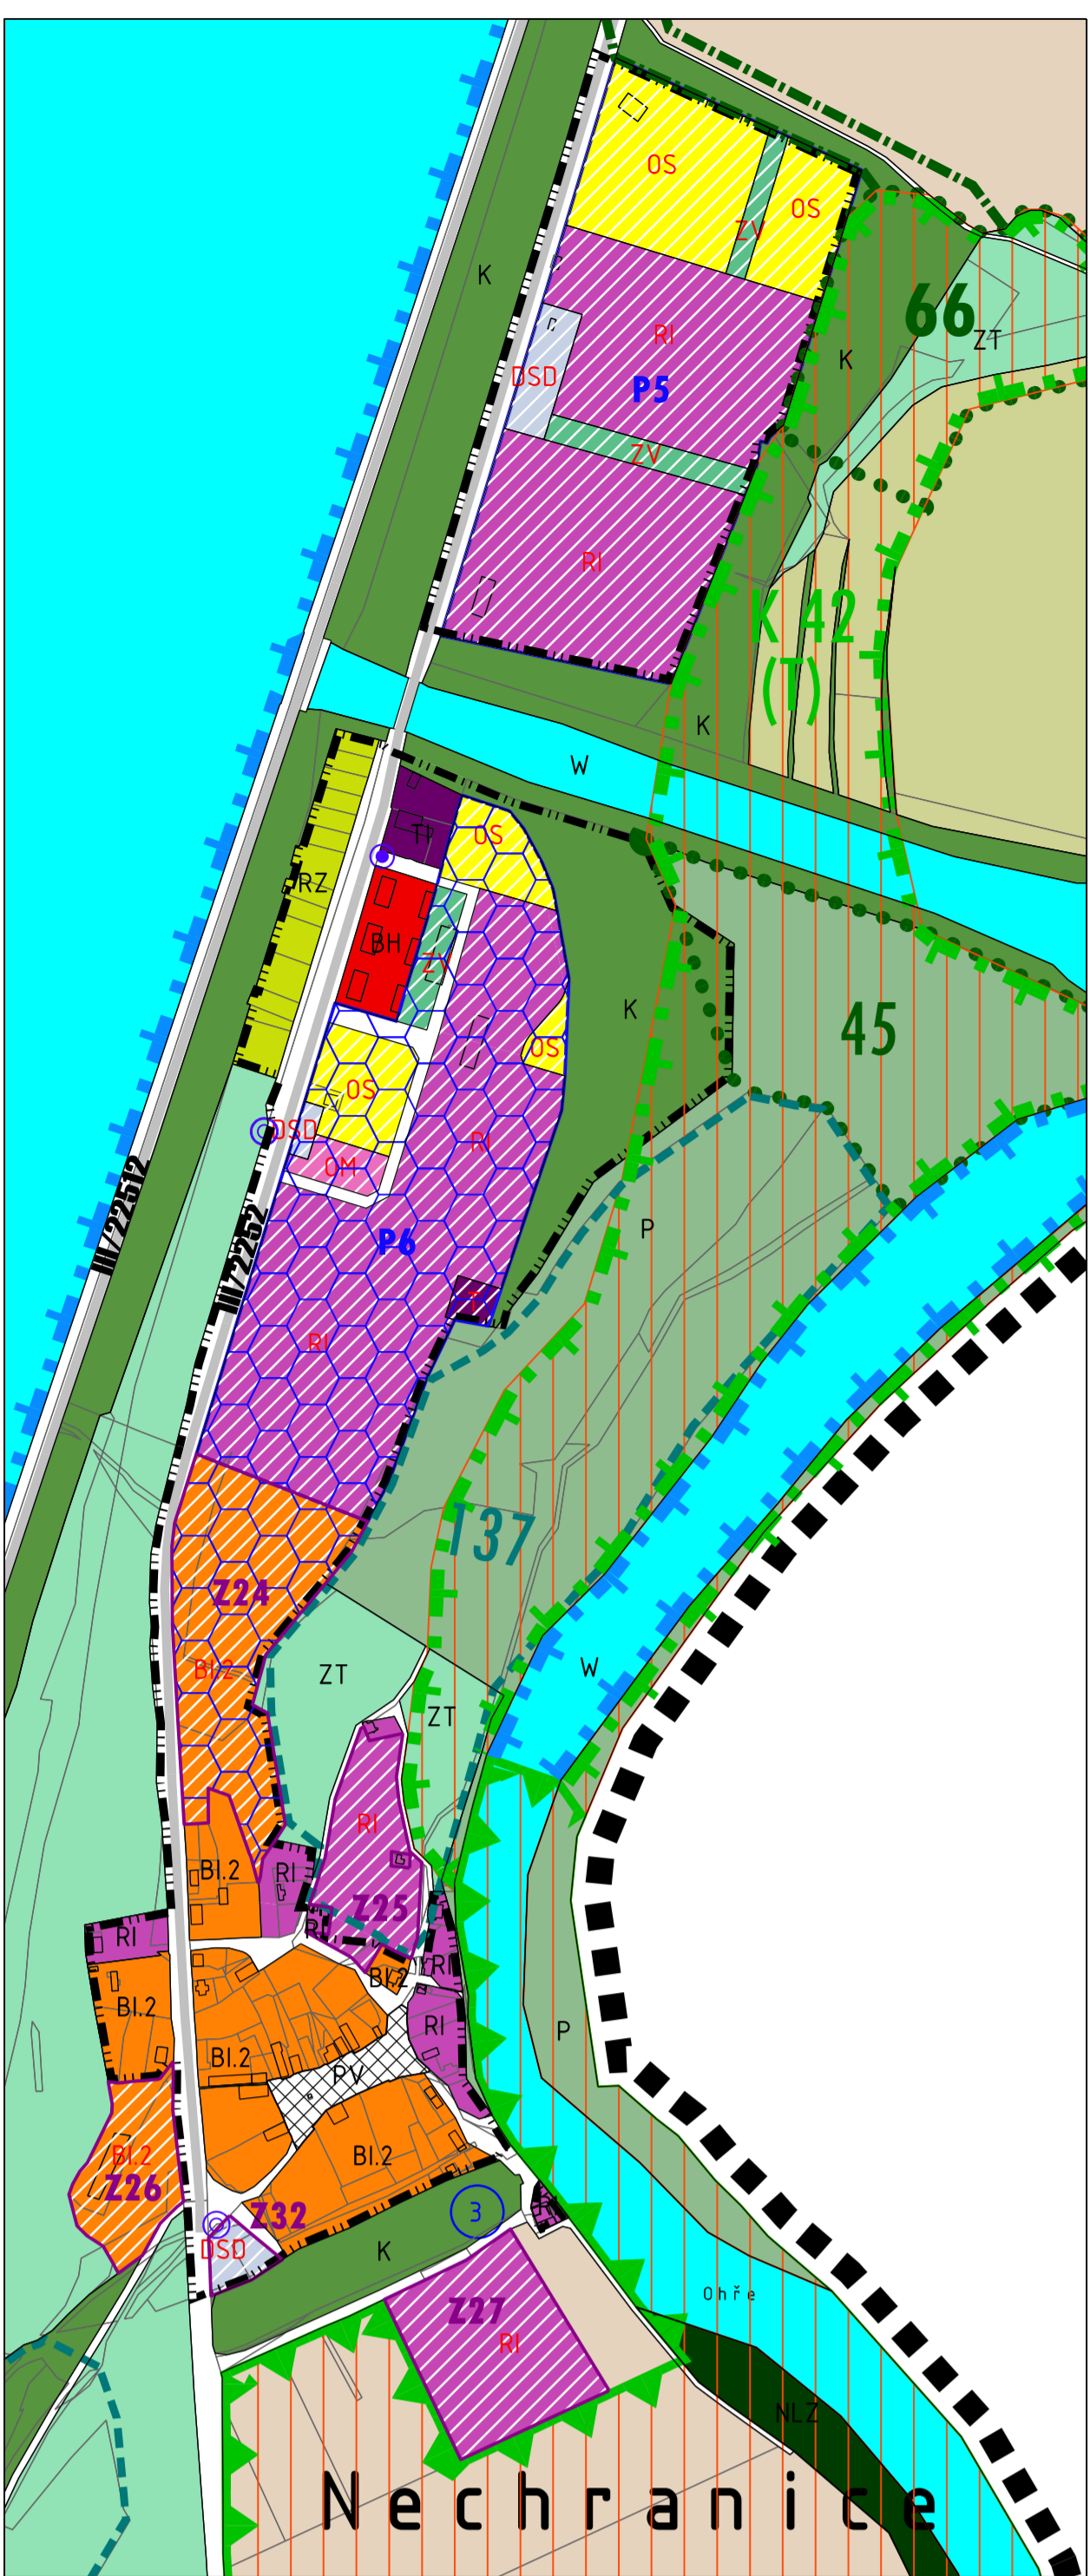 OS
OS
ZV
K
66
RI
ZT
K
DSD
P5
ZV
RI
K 42
(T)
K
W
TI
OS
RZ
BH
ZV
K
45
OS
OS
DSD
RI
OM
III/22512
II/2252
P
P6
RI
137
Z24
BI.2
ZT
W
ZT
RI
BI.2
RI
Z25
RI
RI
RI
BI.2
BI.2
RI
P
BI.2
PV
BI.2
BI.2
Z26
Z32
3
DSD
K
Ohře
Z27
RI
NLZ
Nechranice